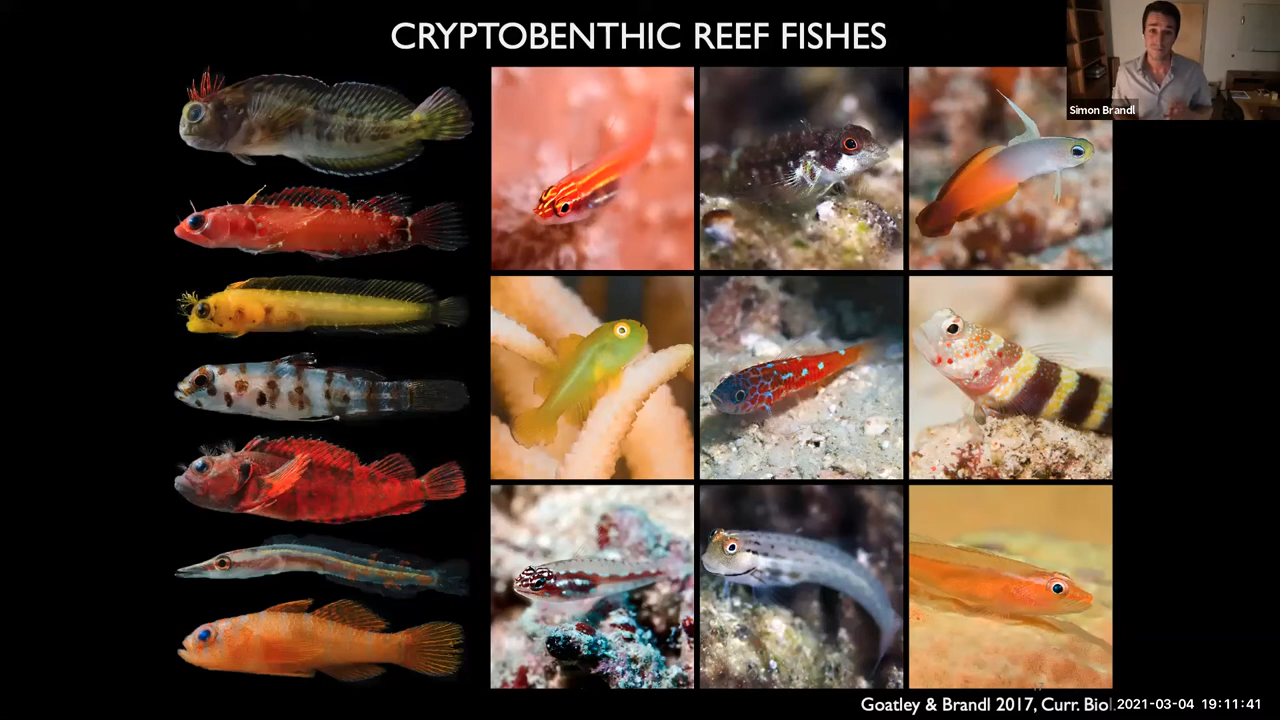 CRYPTOBENTHIC REEF FISHES
Simon Brandl
Goatley & Brandl 2017, Curr. Biol.
2021-03-04 19:11:41